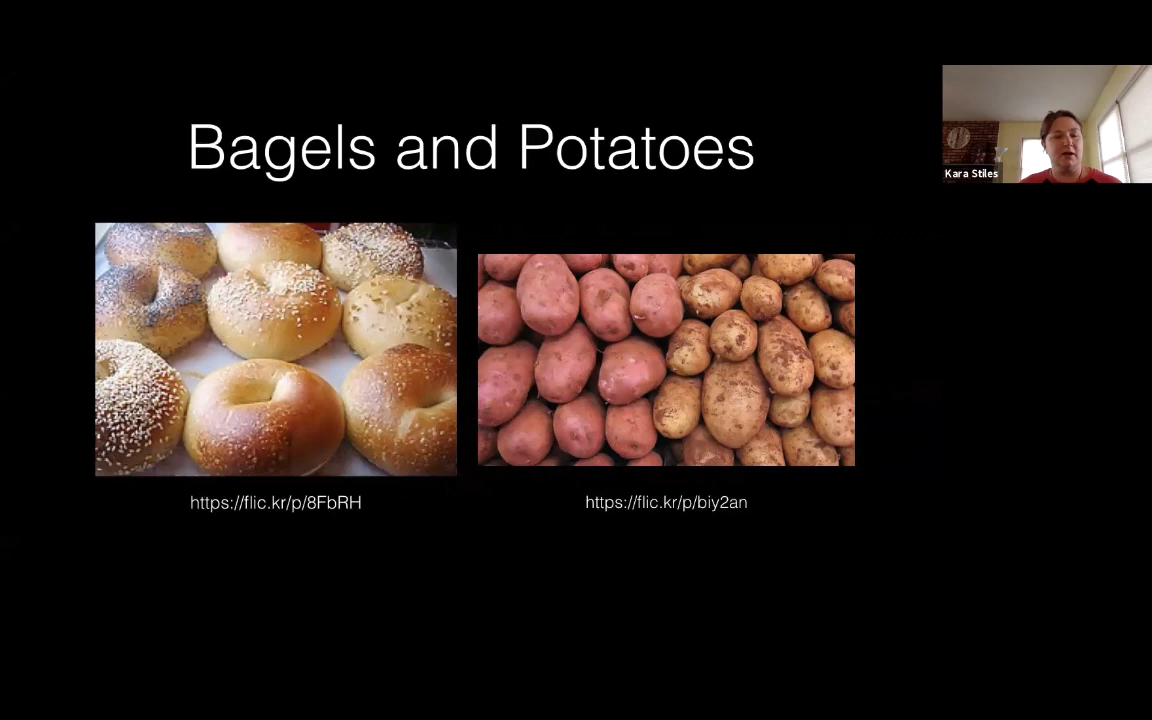 Bagels and Potatoes
Kara Stiles
https://flic.kr/p/8FbRH
https://flic.kr/p/biy2an